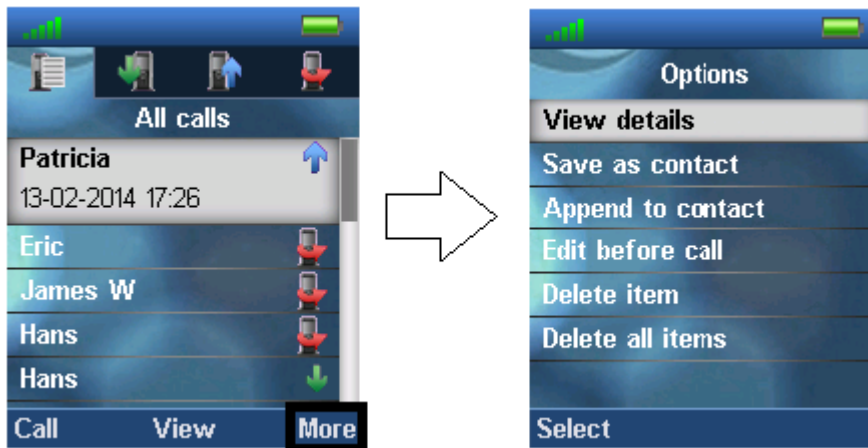 All calls
Patricia
13-02-2014 17:26
Eric
James W
Hans
Hans
Call View More
Options
View details
Save as contact
Append to contact
Edit before call
Delete item
Delete all items
Select